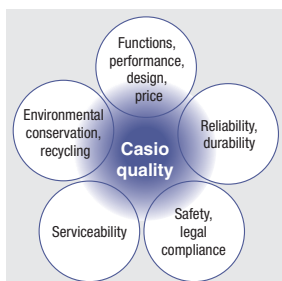 Functions,
performance,
design,
price
Environmental
conservation,
recycling
Reliability,
durability
Casio
quality
Serviceability
Safety,
legal
compliance